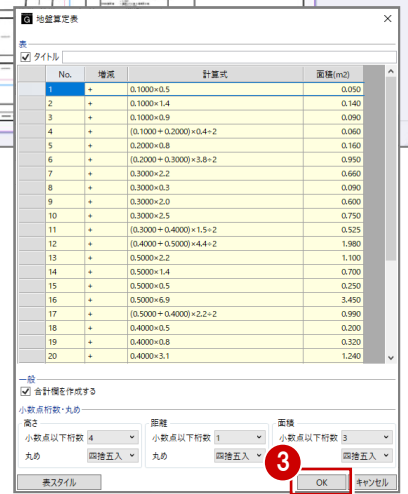 G 地盤算定表
表
タイトル
No. 増減 計算式 面積(m2)
1 + 0.1000×0.5 0.050
2 + 0.1000×1.4 0.140
3 + 0.1000×0.9 0.090
4 + (0.1000+0.2000)×0.4÷2 0.060
5 + 0.2000×0.8 0.160
6 + (0.2000+0.3000)×3.8÷2 0.950
7 + 0.3000×2.2 0.660
8 + 0.3000×0.3 0.090
9 + 0.3000×2.0 0.600
10 + 0.3000×2.5 0.750
11 + (0.3000+0.4000)×1.5÷2 0.525
12 + (0.4000+0.5000)×4.4÷2 1.980
13 + 0.5000×2.2 1.100
14 + 0.5000×1.4 0.700
15 + 0.5000×0.5 0.250
16 + 0.5000×6.9 3.450
17 + (0.5000+0.4000)×2.2÷2 0.990
18 + 0.4000×0.5 0.200
19 + 0.4000×0.8 0.320
20 + 0.4000×3.1 1.240
一般
合計欄を作成する
小数点桁数・丸め
高さ 距離 面積
小数点以下桁数 4 小数点以下桁数 1 小数点以下桁数 3
丸め 四捨五入 丸め 四捨五入 丸め 四捨五入
3
表スタイル OK キャンセル